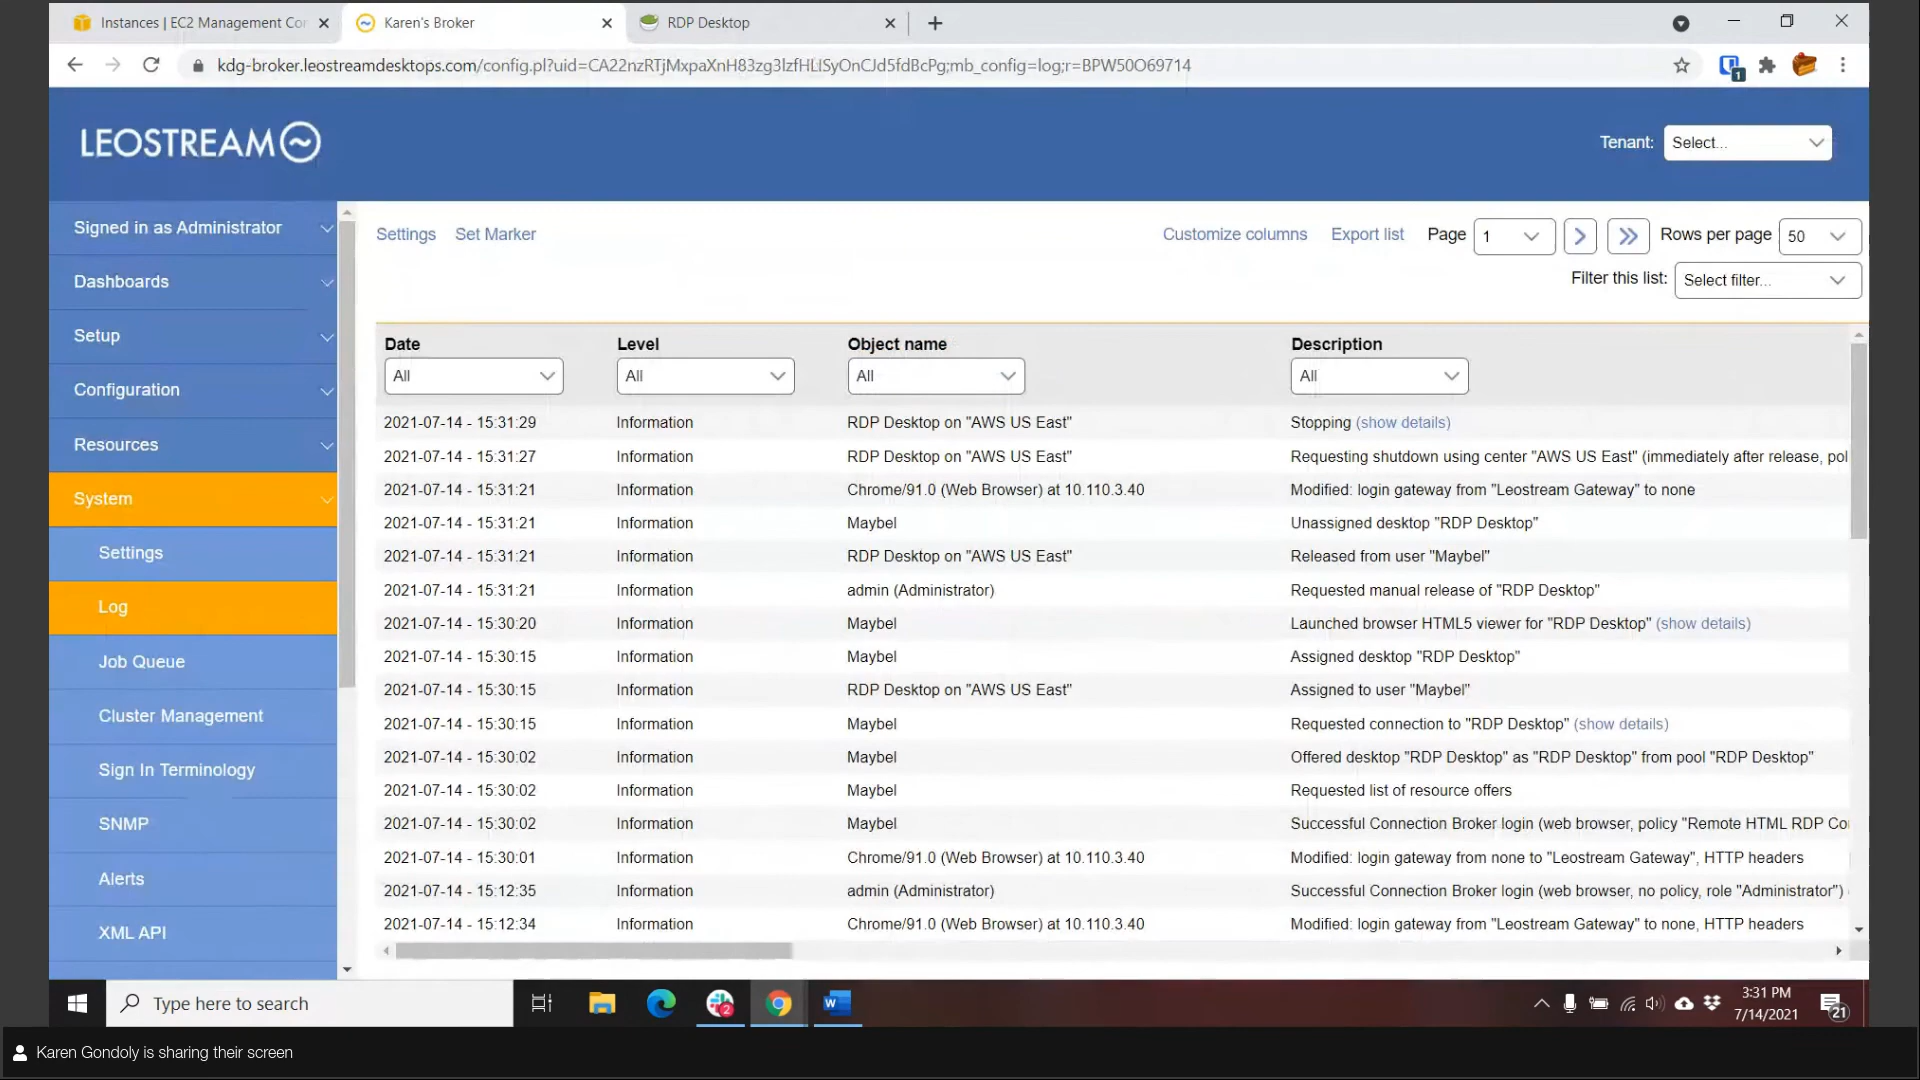 Instances | EC2 Management Con
Karen's Broker
RDP Desktop
kdg-broker.leostreamdesktops.com/config.pl?uid=CA22nzRTjMxpaXnH83zg3lzfHLlSyOnCJd5fdBcPg;mb_config=log;r=BPW50O69714
1
LEOSTREAM
Tenant: Select...
Signed in as Administrator
Dashboards
Setup
Configuration
Resources
System
Settings
Log
Job Queue
Cluster Management
Sign In Terminology
SNMP
Alerts
XML API
Settings Set Marker
Customize columns Export list Page 1 Rows per page 50
Filter this list: Select filter...
Date Level Object name Description
All All All All
2021-07-14 - 15:31:29 Information RDP Desktop on "AWS US East" Stopping (show details)
2021-07-14 - 15:31:27 Information RDP Desktop on "AWS US East" Requesting shutdown using center "AWS US East" (immediately after release, pol
2021-07-14 - 15:31:21 Information Chrome/91.0 (Web Browser) at 10.110.3.40 Modified: login gateway from "Leostream Gateway" to none
2021-07-14 - 15:31:21 Information Maybel Unassigned desktop "RDP Desktop"
2021-07-14 - 15:31:21 Information RDP Desktop on "AWS US East" Released from user "Maybel"
2021-07-14 - 15:31:21 Information admin (Administrator) Requested manual release of "RDP Desktop"
2021-07-14 - 15:30:20 Information Maybel Launched browser HTML5 viewer for "RDP Desktop" (show details)
2021-07-14 - 15:30:15 Information Maybel Assigned desktop "RDP Desktop"
2021-07-14 - 15:30:15 Information RDP Desktop on "AWS US East" Assigned to user "Maybel"
2021-07-14 - 15:30:15 Information Maybel Requested connection to "RDP Desktop" (show details)
2021-07-14 - 15:30:02 Information Maybel Offered desktop "RDP Desktop" as "RDP Desktop" from pool "RDP Desktop"
2021-07-14 - 15:30:02 Information Maybel Requested list of resource offers
2021-07-14 - 15:30:02 Information Maybel Successful Connection Broker login (web browser, policy "Remote HTML RDP Co
2021-07-14 - 15:30:01 Information Chrome/91.0 (Web Browser) at 10.110.3.40 Modified: login gateway from none to "Leostream Gateway", HTTP headers
2021-07-14 - 15:12:35 Information admin (Administrator) Successful Connection Broker login (web browser, no policy, role "Administrator")
2021-07-14 - 15:12:34 Information Chrome/91.0 (Web Browser) at 10.110.3.40 Modified: login gateway from "Leostream Gateway" to none, HTTP headers
Type here to search
2
W
3:31 PM
7/14/2021
21
Karen Gondoly is sharing their screen